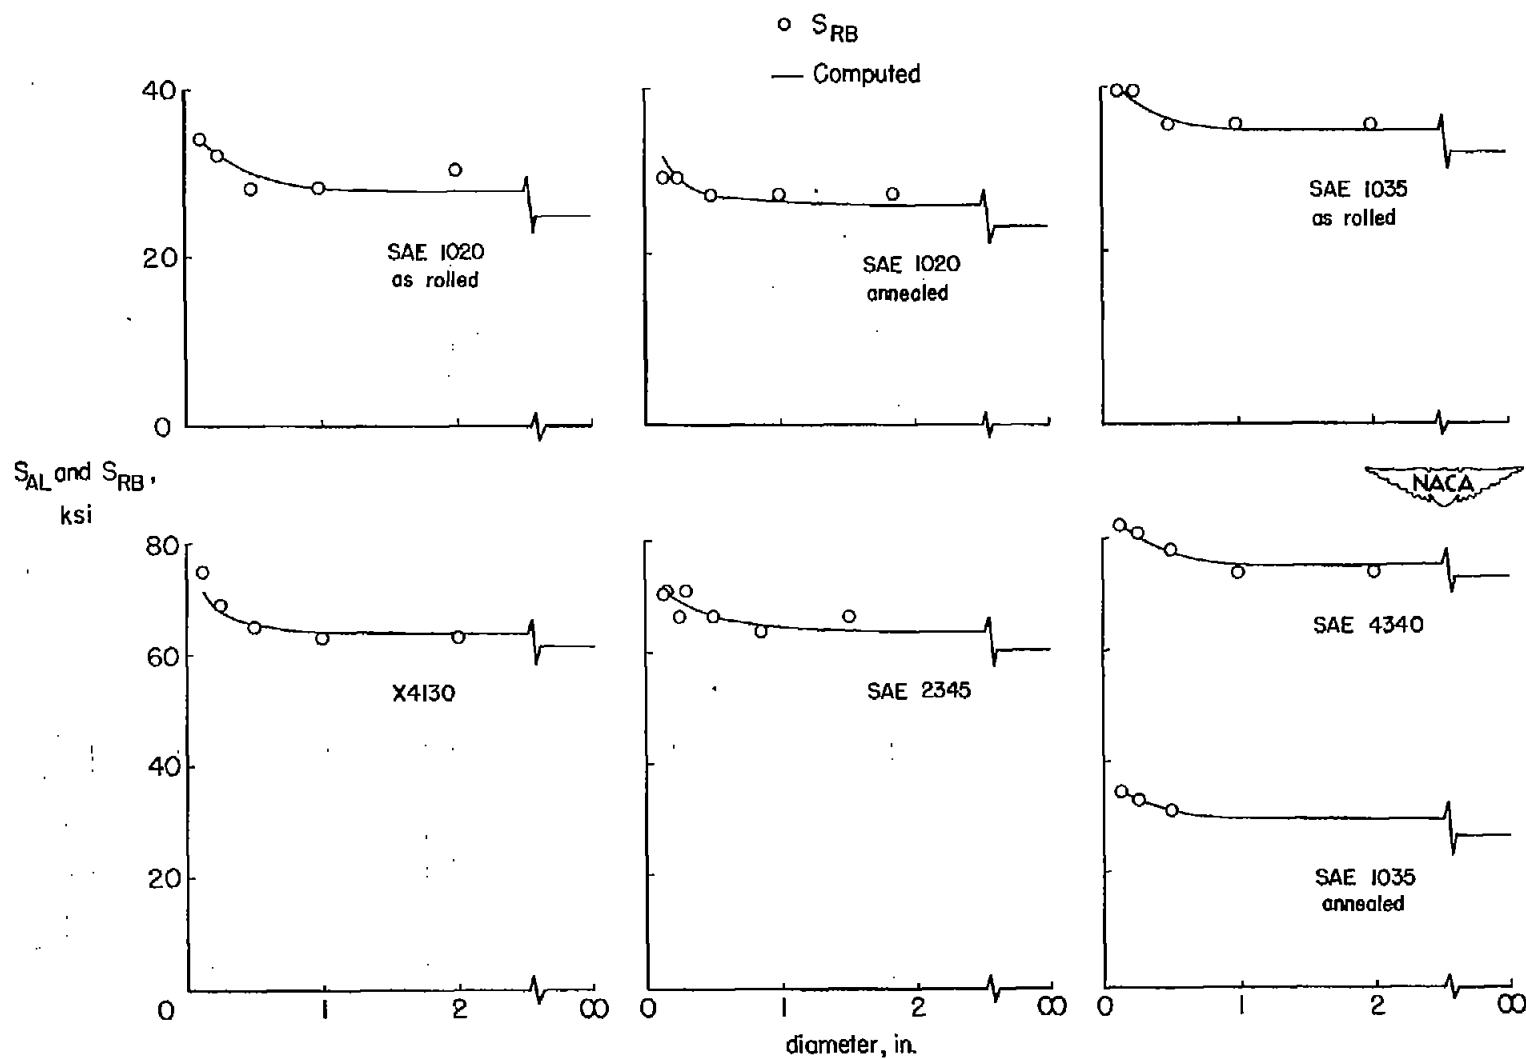 S_RB
Computed
40
20
0
SAE 1020
as rolled
SAE 1020
annealed
SAE 1035
as rolled
S_AL and S_RB,
ksi
NACA
80
60
40
20
0
X4130
SAE 2345
SAE 4340
SAE 1035
annealed
1 2 ∞
0 1 2 ∞
0 1 2 ∞
diameter, in.